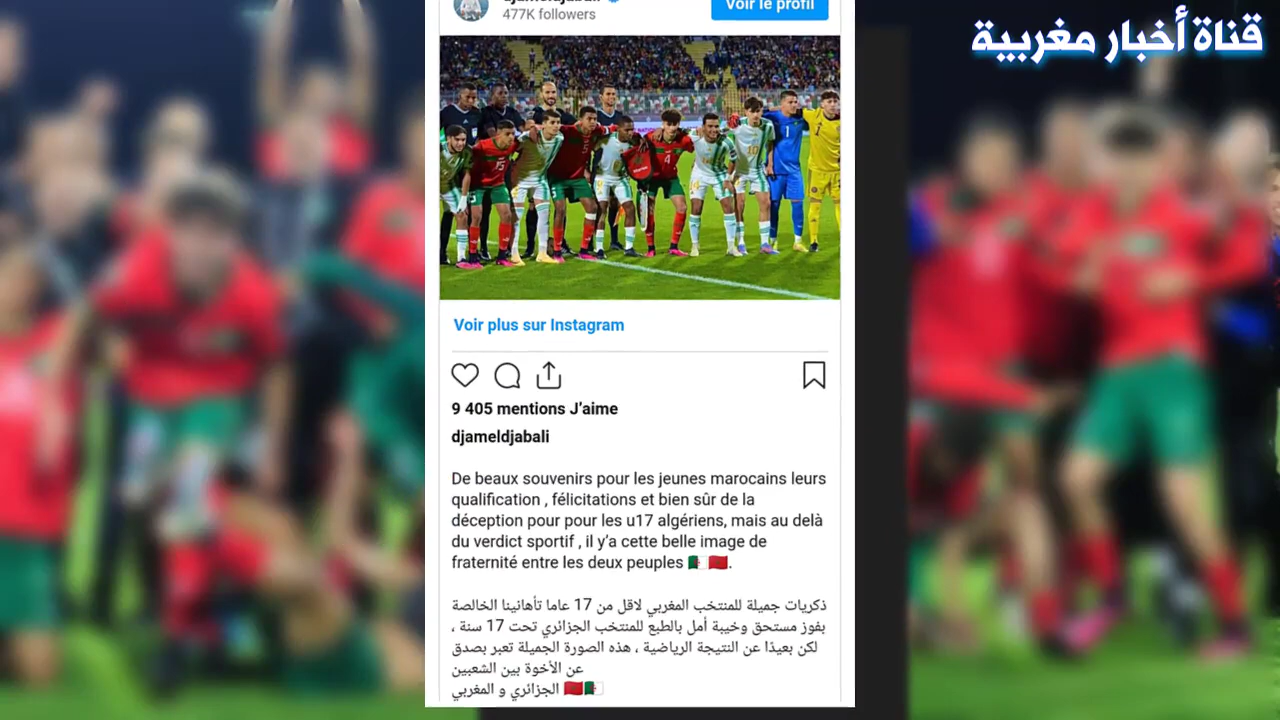 قناة أخبار مغربية
djameldjabali
477K followers
Voir le profil
Voir plus sur Instagram
9 405 mentions J'aime
djameldjabali
De beaux souvenirs pour les jeunes marocains leurs
qualification , félicitations et bien sûr de la
déception pour pour les u17 algériens, mais au delà
du verdict sportif , il y'a cette belle image de
fraternité entre les deux peuples 🇩🇿🇲🇦.
ذكريات جميلة للمنتخب المغربي لاقل من 17 عاما تأهانينا الخالصة
بفوز مستحق وخيبة أمل بالطبع للمنتخب الجزائري تحت 17 سنة ،
لكن بعيدًا عن النتيجة الرياضية ، هذه الصورة الجميلة تعبر بصدق
عن الأخوة بين الشعبين
الجزائري و المغربي 🇩🇿🇲🇦